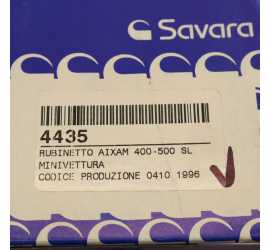 Savara
4435
RUBINETTO AIXAM 400-500 SL
MINIVETTURA
CODICE PRODUZIONE 0410 1996